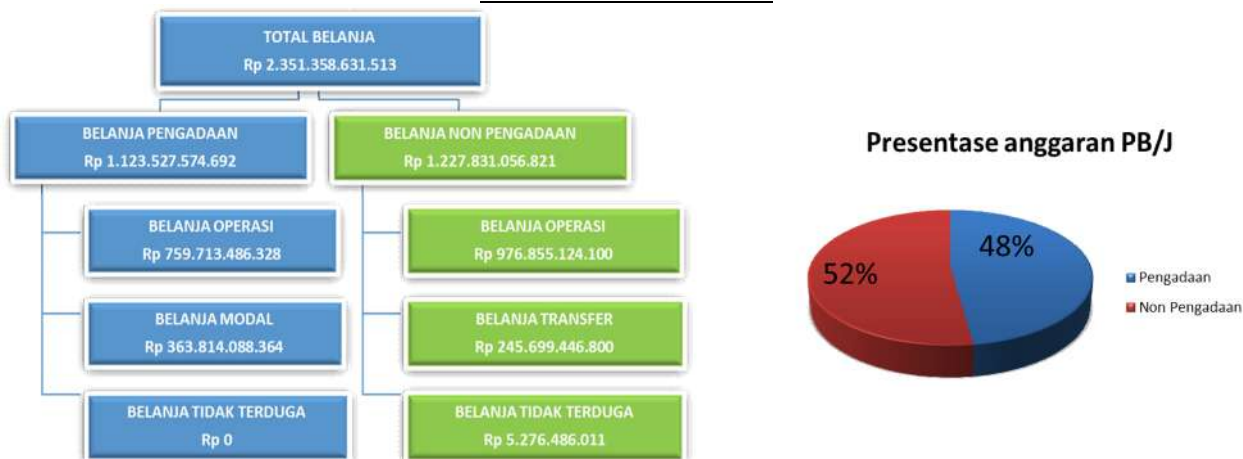 TOTAL BELANJA
Rp 2.351.358.631.513
BELANJA PENGADAAN
Rp 1.123.527.574.692
BELANJA NON PENGADAAN
Rp 1.227.831.056.821
BELANJA OPERASI
Rp 759.713.486.328
BELANJA OPERASI
Rp 976.855.124.100
BELANJA MODAL
Rp 363.814.088.364
BELANJA TRANSFER
Rp 245.699.446.800
BELANJA TIDAK TERDUGA
Rp 0
BELANJA TIDAK TERDUGA
Rp 5.276.486.011
Presentase anggaran PB/J
48%
52%
Pengadaan
Non Pengadaan